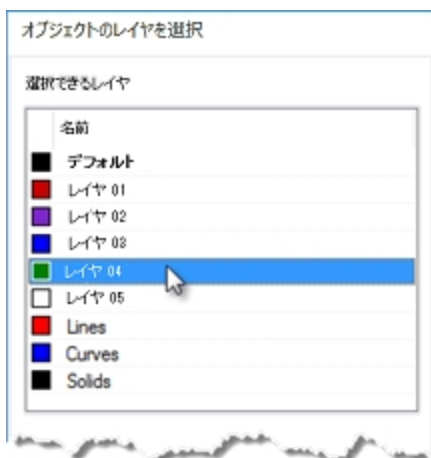 オブジェクトのレイヤを選択
選択できるレイヤ
名前
デフォルト
レイヤ 01
レイヤ 02
レイヤ 03
レイヤ 04
レイヤ 05
Lines
Curves
Solids